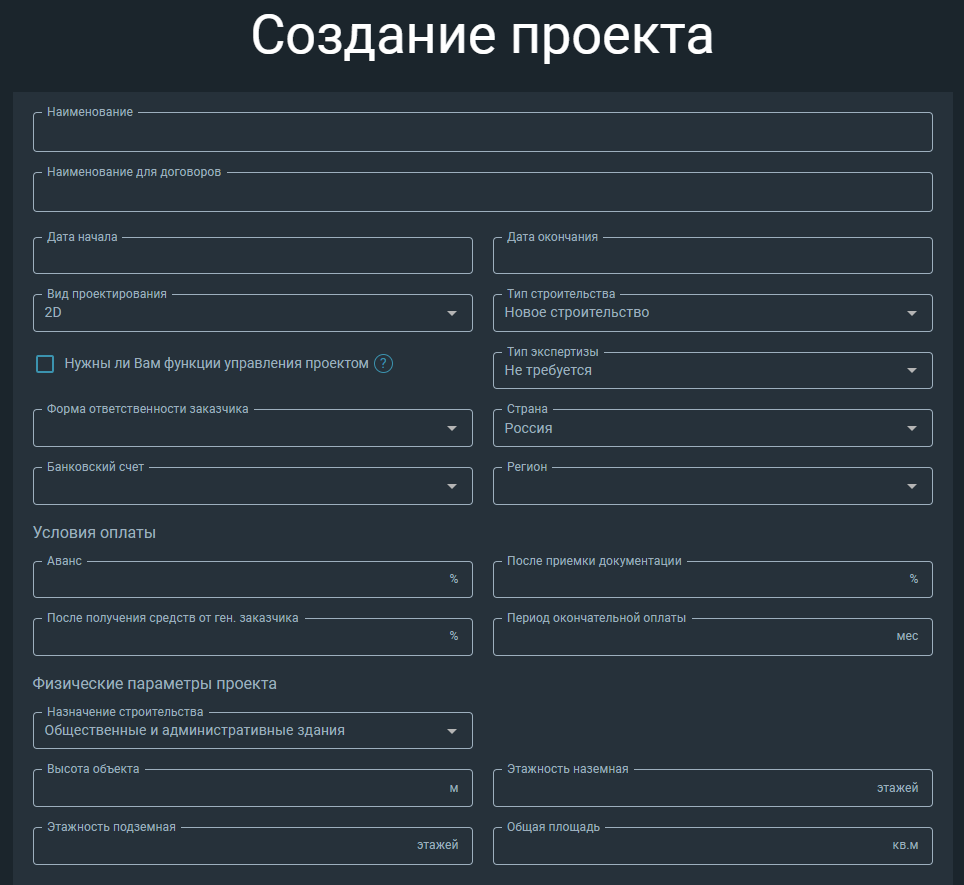 Создание проекта
Наименование
Наименование для договоров
Дата начала
Дата окончания
Вид проектирования
2D
Тип строительства
Новое строительство
Нужны ли Вам функции управления проектом ?
Тип экспертизы
Не требуется
Форма ответственности заказчика
Страна
Россия
Банковский счет
Регион
Условия оплаты
Аванс
%
После приемки документации
%
После получения средств от ген. заказчика
%
Период окончательной оплаты
мес
Физические параметры проекта
Назначение строительства
Общественные и административные здания
Высота объекта
м
Этажность наземная
этажей
Этажность подземная
этажей
Общая площадь
кв.м